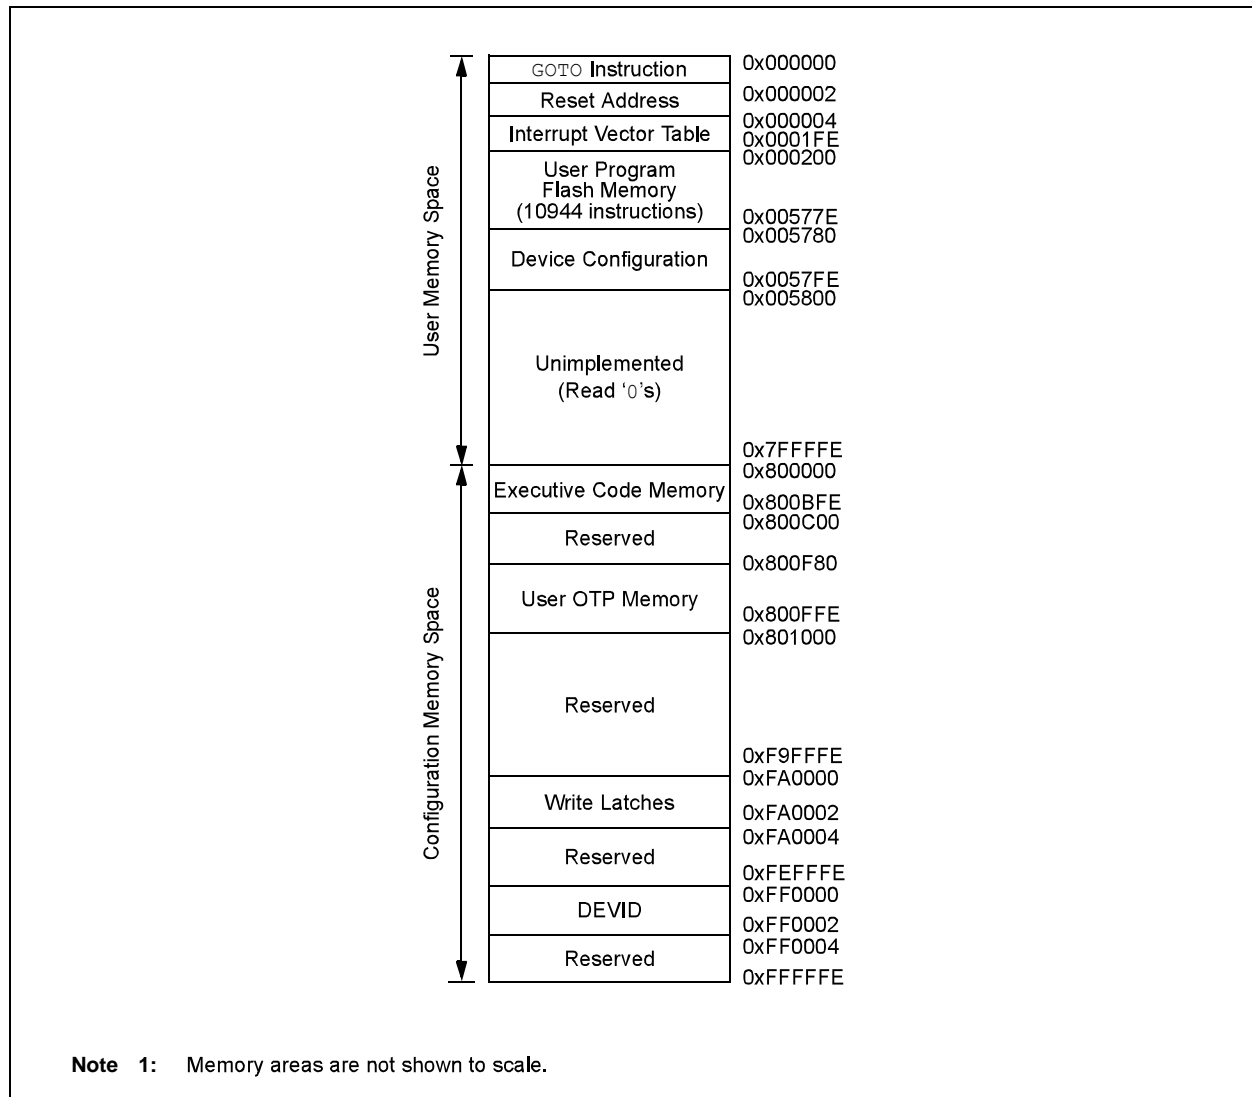 GOTO Instruction
0x000000
Reset Address
0x000002
Interrupt Vector Table
0x000004
0x0001FE
User Program
Flash Memory
(10944 instructions)
0x000200
0x00577E
Device Configuration
0x005780
0x0057FE
Unimplemented
(Read ‘0’s)
0x005800
0x7FFFFE
User Memory Space
Executive Code Memory
0x800000
0x800BFE
Reserved
0x800C00
User OTP Memory
0x800F80
0x800FFE
Reserved
0x801000
0xF9FFFE
Write Latches
0xFA0000
0xFA0002
Reserved
0xFA0004
0xFEFFFE
DEVID
0xFF0000
0xFF0002
Reserved
0xFF0004
0xFFFFFE
Configuration Memory Space
Note 1: Memory areas are not shown to scale.